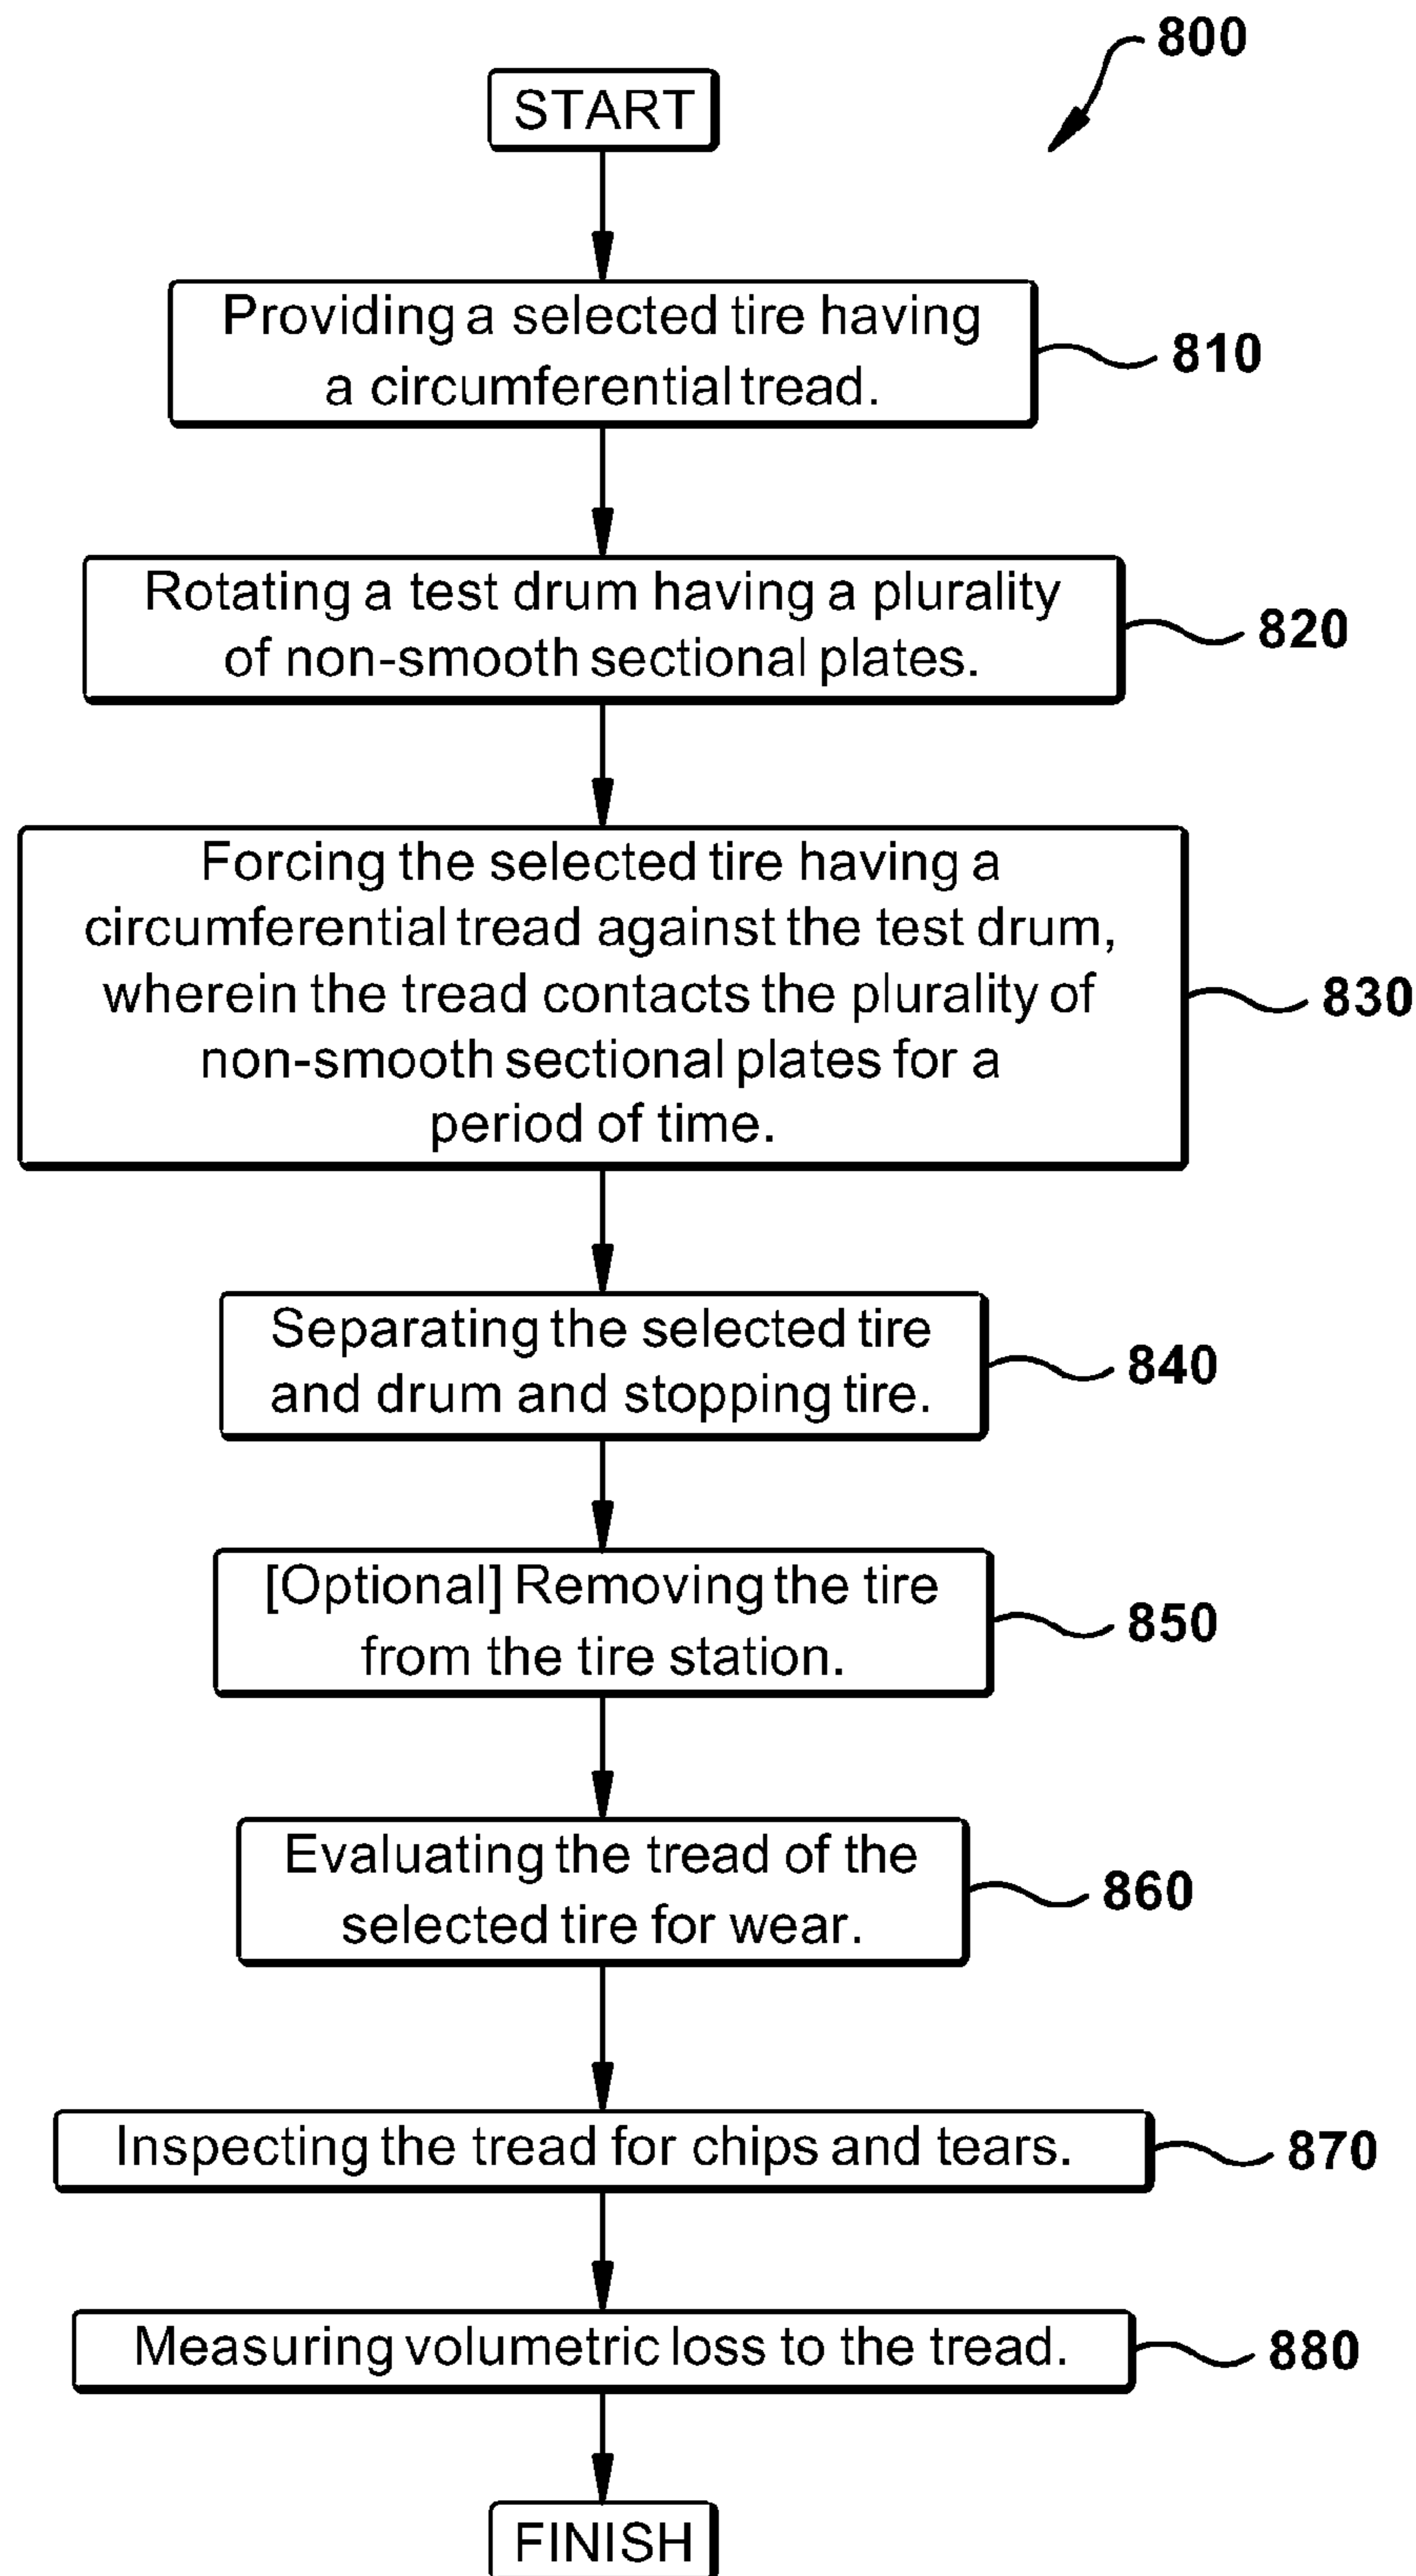 800
START
Providing a selected tire having
a circumferential tread.
810
Rotating a test drum having a plurality
of non-smooth sectional plates.
820
Forcing the selected tire having a
circumferential tread against the test drum,
wherein the tread contacts the plurality of
non-smooth sectional plates for a
period of time.
830
Separating the selected tire
and drum and stopping tire.
840
[Optional] Removing the tire
from the tire station.
850
Evaluating the tread of the
selected tire for wear.
860
Inspecting the tread for chips and tears.
870
Measuring volumetric loss to the tread.
880
FINISH